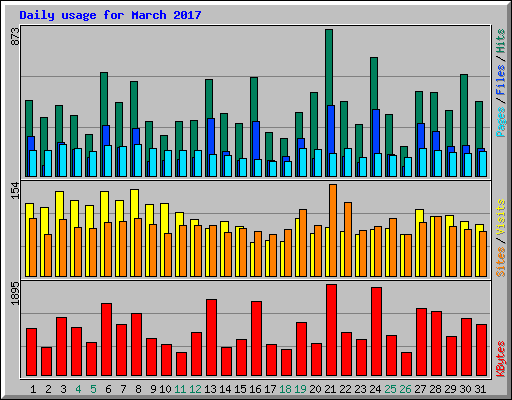 Daily usage for March 2017
873
Pages / Files / Hits
164
Sites / Visits
1895
KBytes
1 2 3 4 5 6 7 8 9 10 11 12 13 14 15 16 17 18 19 20 21 22 23 24 25 26 27 28 29 30 31